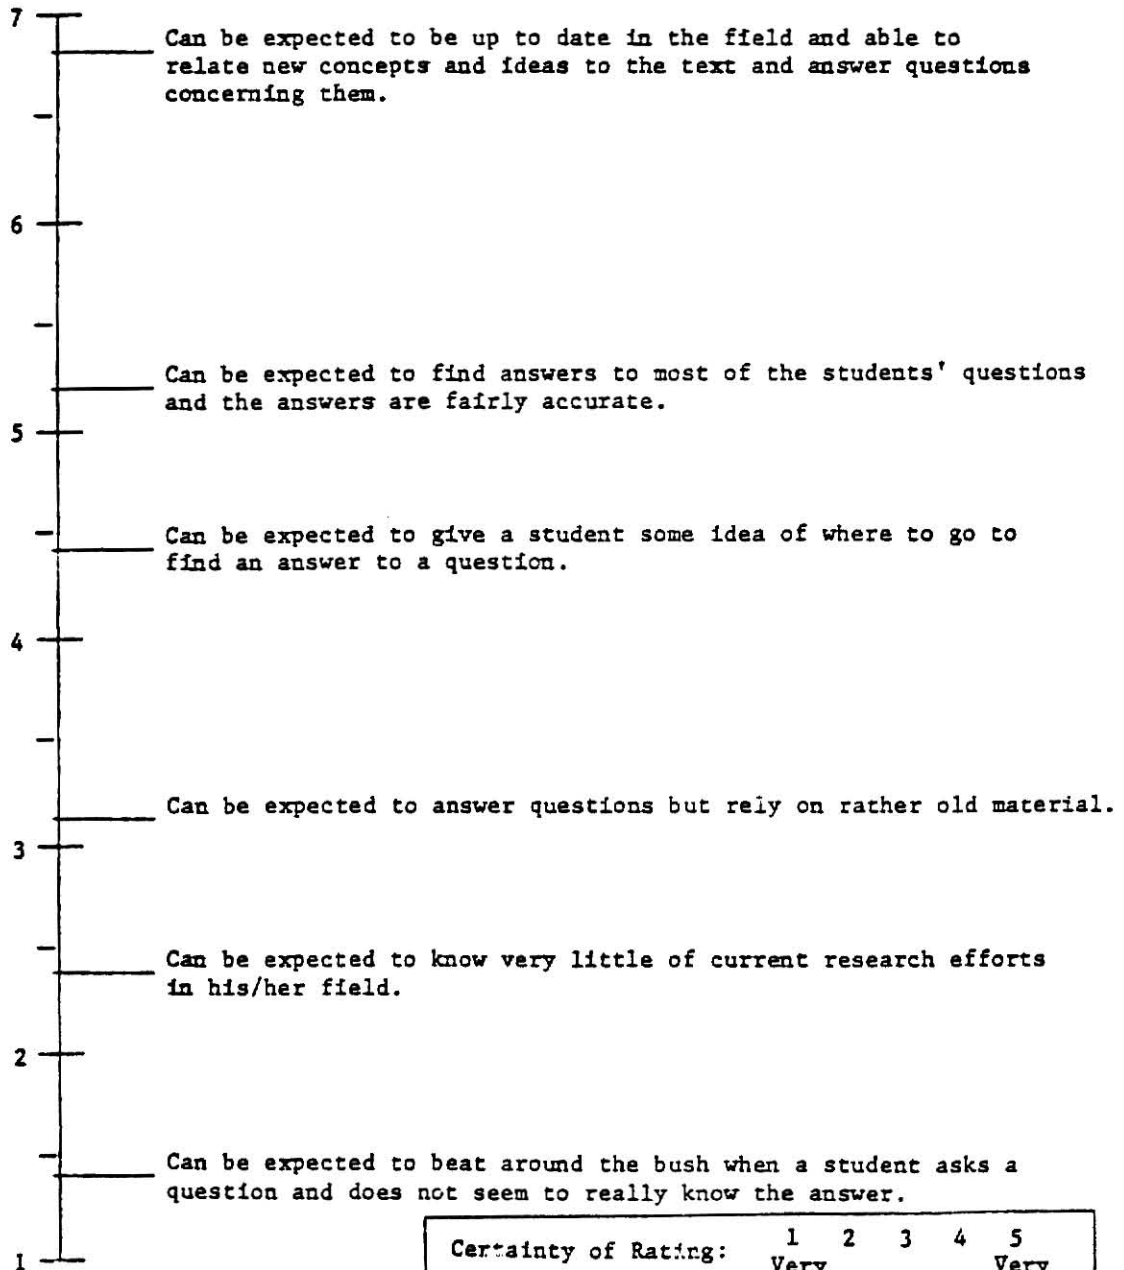 7
Can be expected to be up to date in the field and able to
relate new concepts and ideas to the text and answer questions
concerning them.
6
Can be expected to find answers to most of the students' questions
and the answers are fairly accurate.
5
Can be expected to give a student some idea of where to go to
find an answer to a question.
4
Can be expected to answer questions but rely on rather old material.
3
Can be expected to know very little of current research efforts
in his/her field.
2
Can be expected to beat around the bush when a student asks a
question and does not seem to really know the answer.
Certainty of Rating: 1 2 3 4 5
Very Very
1